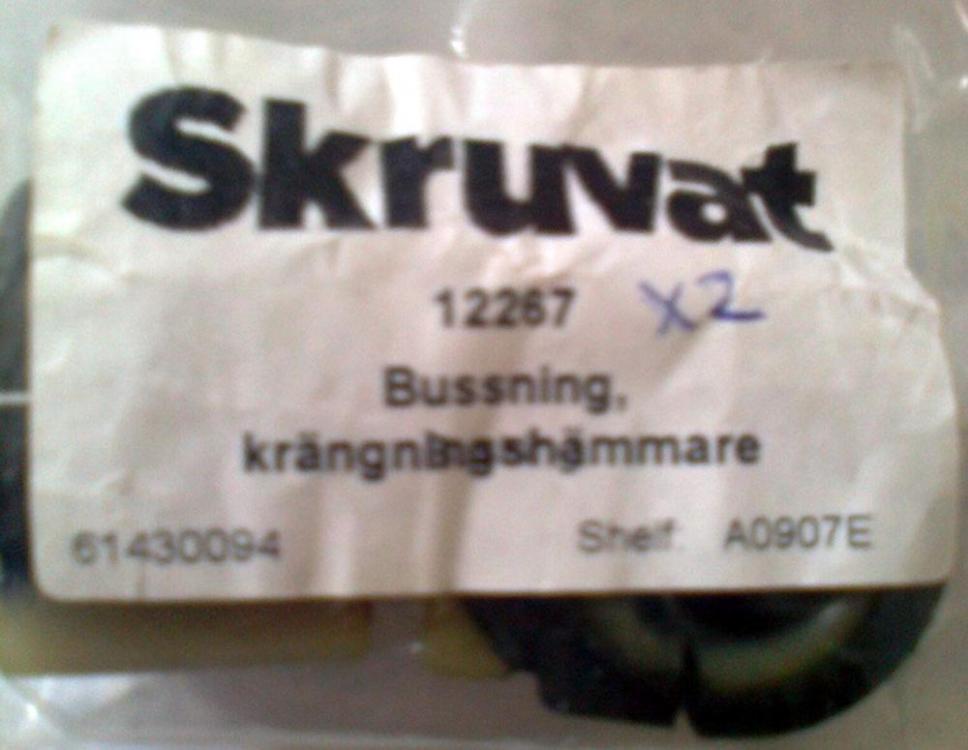 Skruvat
12267 x2
Bussning,
krängningshämmare
61430094 Shelf: A0907E